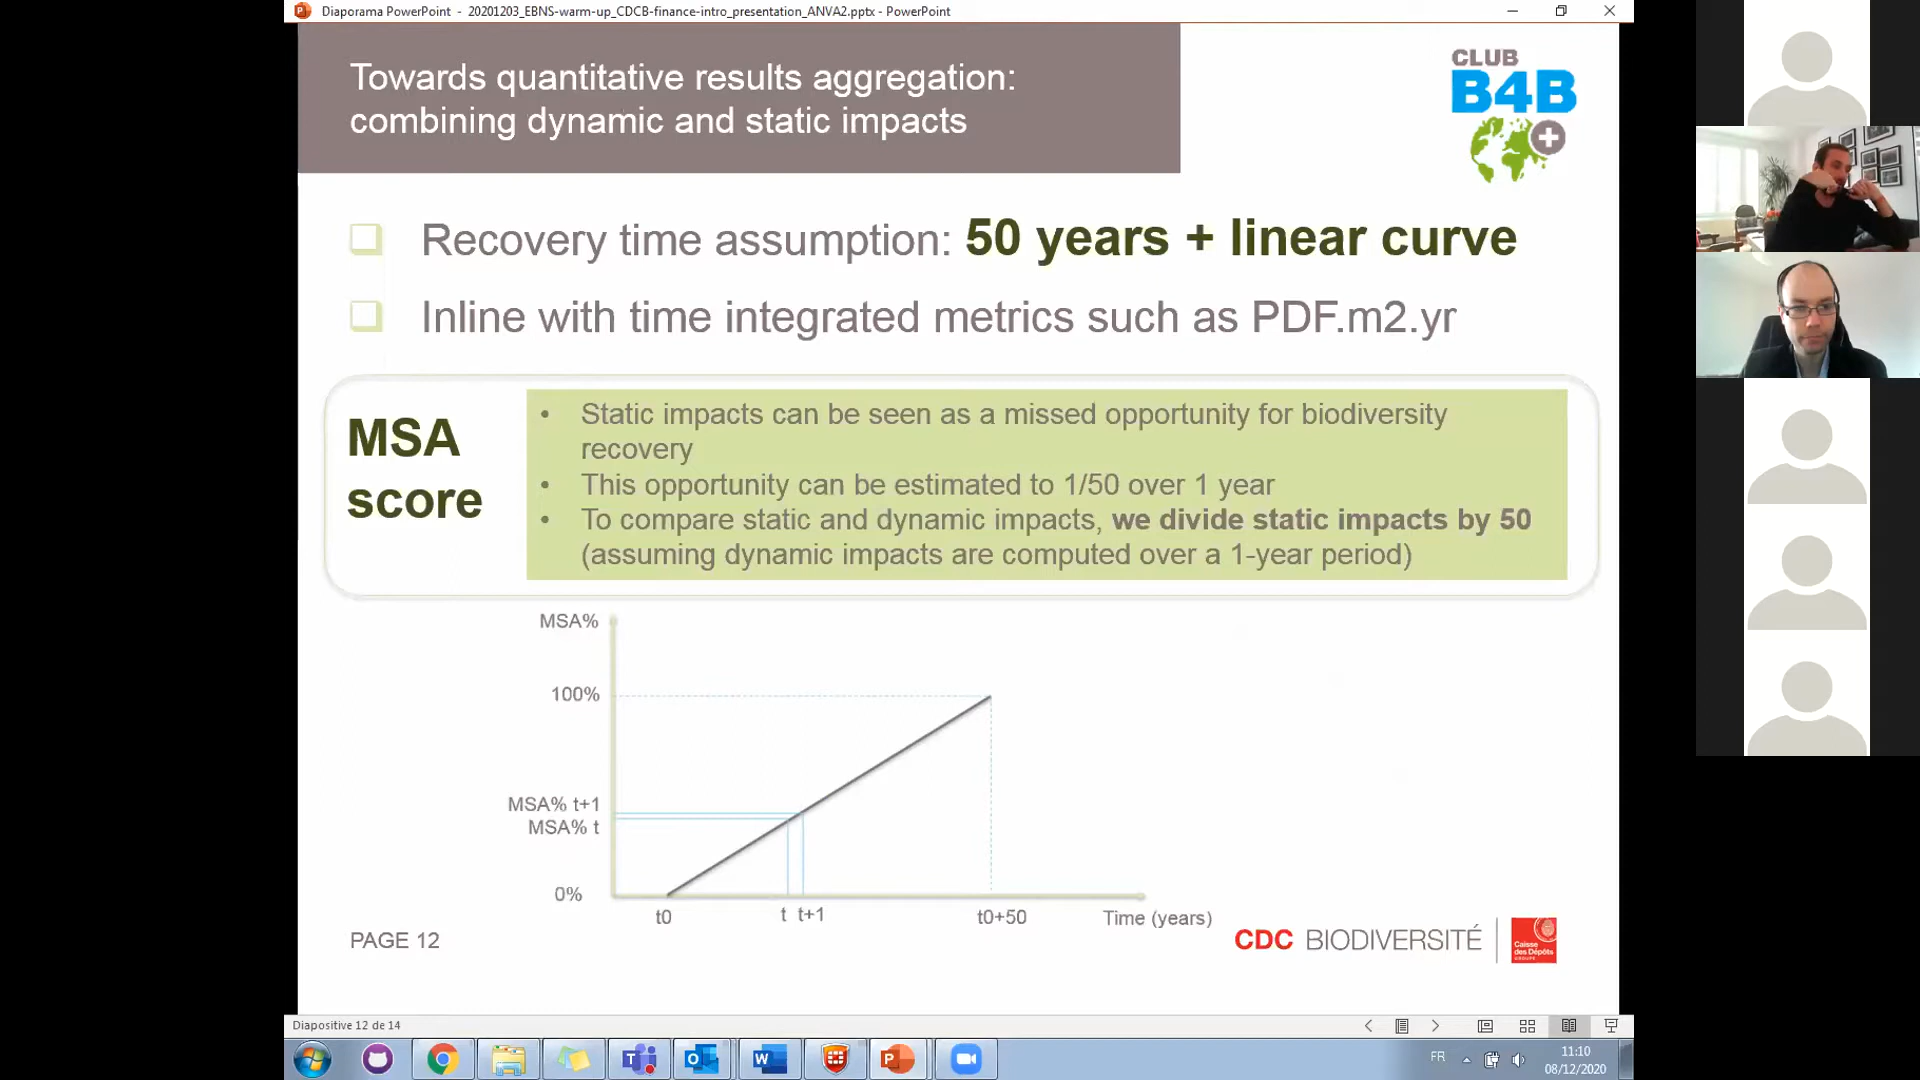 Diaporama PowerPoint - 20201203_EBNS-warm-up_CDCB-finance-intro_presentation_ANVA2.pptx - PowerPoint
Towards quantitative results aggregation:
combining dynamic and static impacts
CLUB
B4B
+
Recovery time assumption: 50 years + linear curve
Inline with time integrated metrics such as PDF.m2.yr
MSA
score
• Static impacts can be seen as a missed opportunity for biodiversity
recovery
• This opportunity can be estimated to 1/50 over 1 year
• To compare static and dynamic impacts, we divide static impacts by 50
(assuming dynamic impacts are computed over a 1-year period)
MSA%
100%
MSA% t+1
MSA% t
0%
t0
t
t+1
t0+50
Time (years)
PAGE 12
CDC BIODIVERSITÉ
Caisse
des Dépôts
GROUPE
Diapositive 12 de 14
FR
11:10
08/12/2020